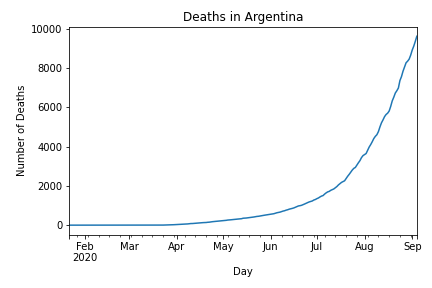 Deaths in Argentina
10000
8000
6000
4000
2000
0
Number of Deaths
Feb Mar Apr May Jun Jul Aug Sep
2020
Day